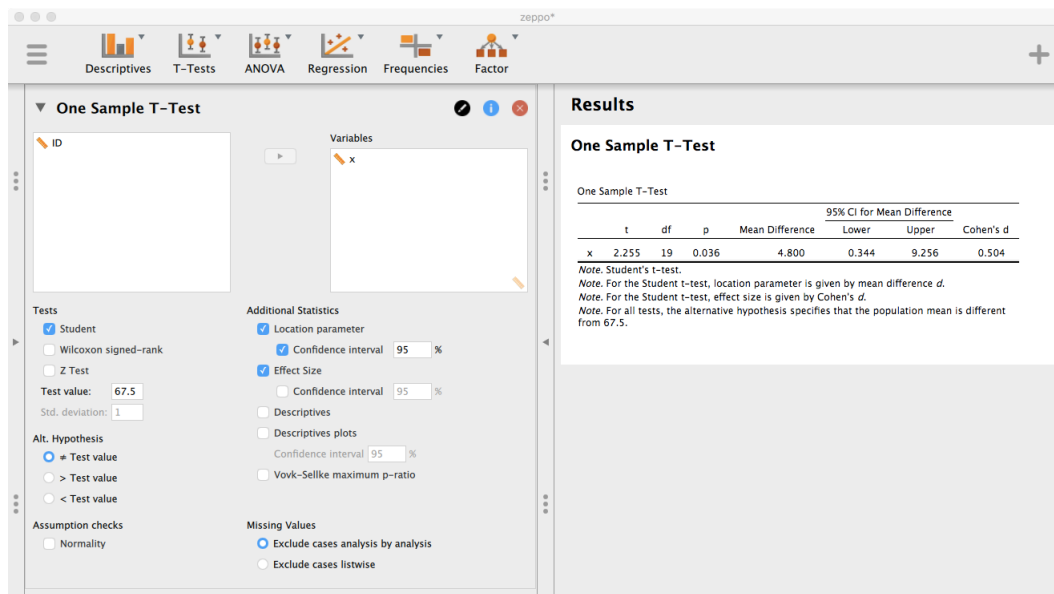 zeppo*
Descriptives T-Tests ANOVA Regression Frequencies Factor
One Sample T-Test
ID
Variables
x
Tests
Student
Wilcoxon signed-rank
Z Test
Test value: 67.5
Std. deviation: 1
Alt. Hypothesis
≠ Test value
> Test value
< Test value
Assumption checks
Normality
Additional Statistics
Location parameter
Confidence interval 95 %
Effect Size
Confidence interval 95 %
Descriptives
Descriptives plots
Confidence interval 95 %
Vovk-Sellke maximum p-ratio
Missing Values
Exclude cases analysis by analysis
Exclude cases listwise
Results
One Sample T-Test
One Sample T-Test
95% CI for Mean Difference
t df p Mean Difference Lower Upper Cohen's d
x 2.255 19 0.036 4.800 0.344 9.256 0.504
Note. Student's t-test.
Note. For the Student t-test, location parameter is given by mean difference d.
Note. For the Student t-test, effect size is given by Cohen's d.
Note. For all tests, the alternative hypothesis specifies that the population mean is different
from 67.5.